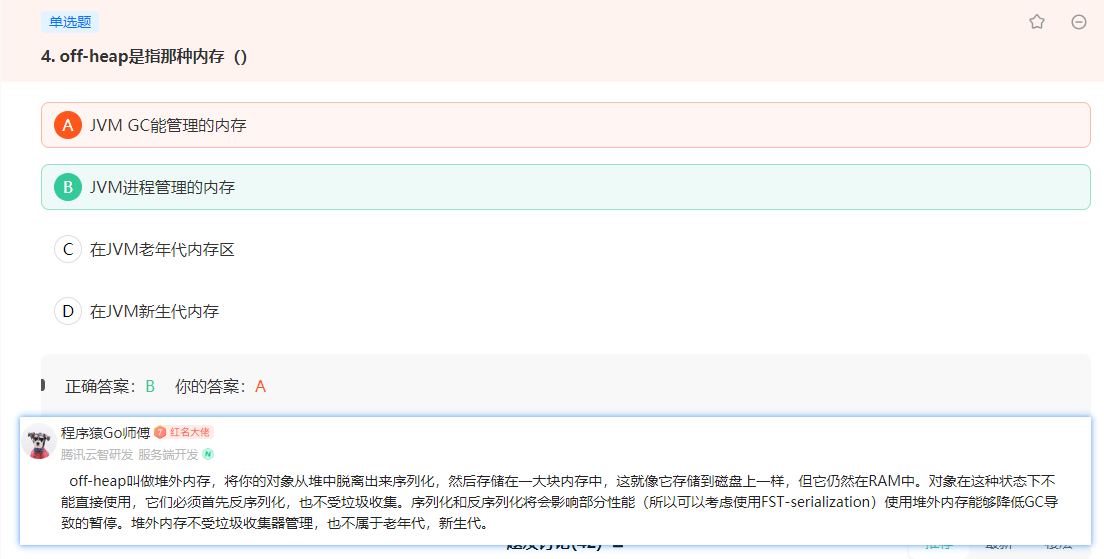 单选题
4. off-heap是指那种内存（）
A JVM GC能管理的内存
B JVM进程管理的内存
C 在JVM老年代内存区
D 在JVM新生代内存
正确答案：B 你的答案：A
程序猿Go师傅 7 红名大佬
腾讯云智研发 服务端开发 N
off-heap叫做堆外内存，将你的对象从堆中脱离出来序列化，然后存储在一大块内存中，这就像它存储到磁盘上一样，但它仍然在RAM中。对象在这种状态下不
能直接使用，它们必须首先反序列化，也不受垃圾收集。序列化和反序列化将会影响部分性能（所以可以考虑使用FST-serialization）使用堆外内存能够降低GC导
致的暂停。堆外内存不受垃圾收集器管理，也不属于老年代，新生代。